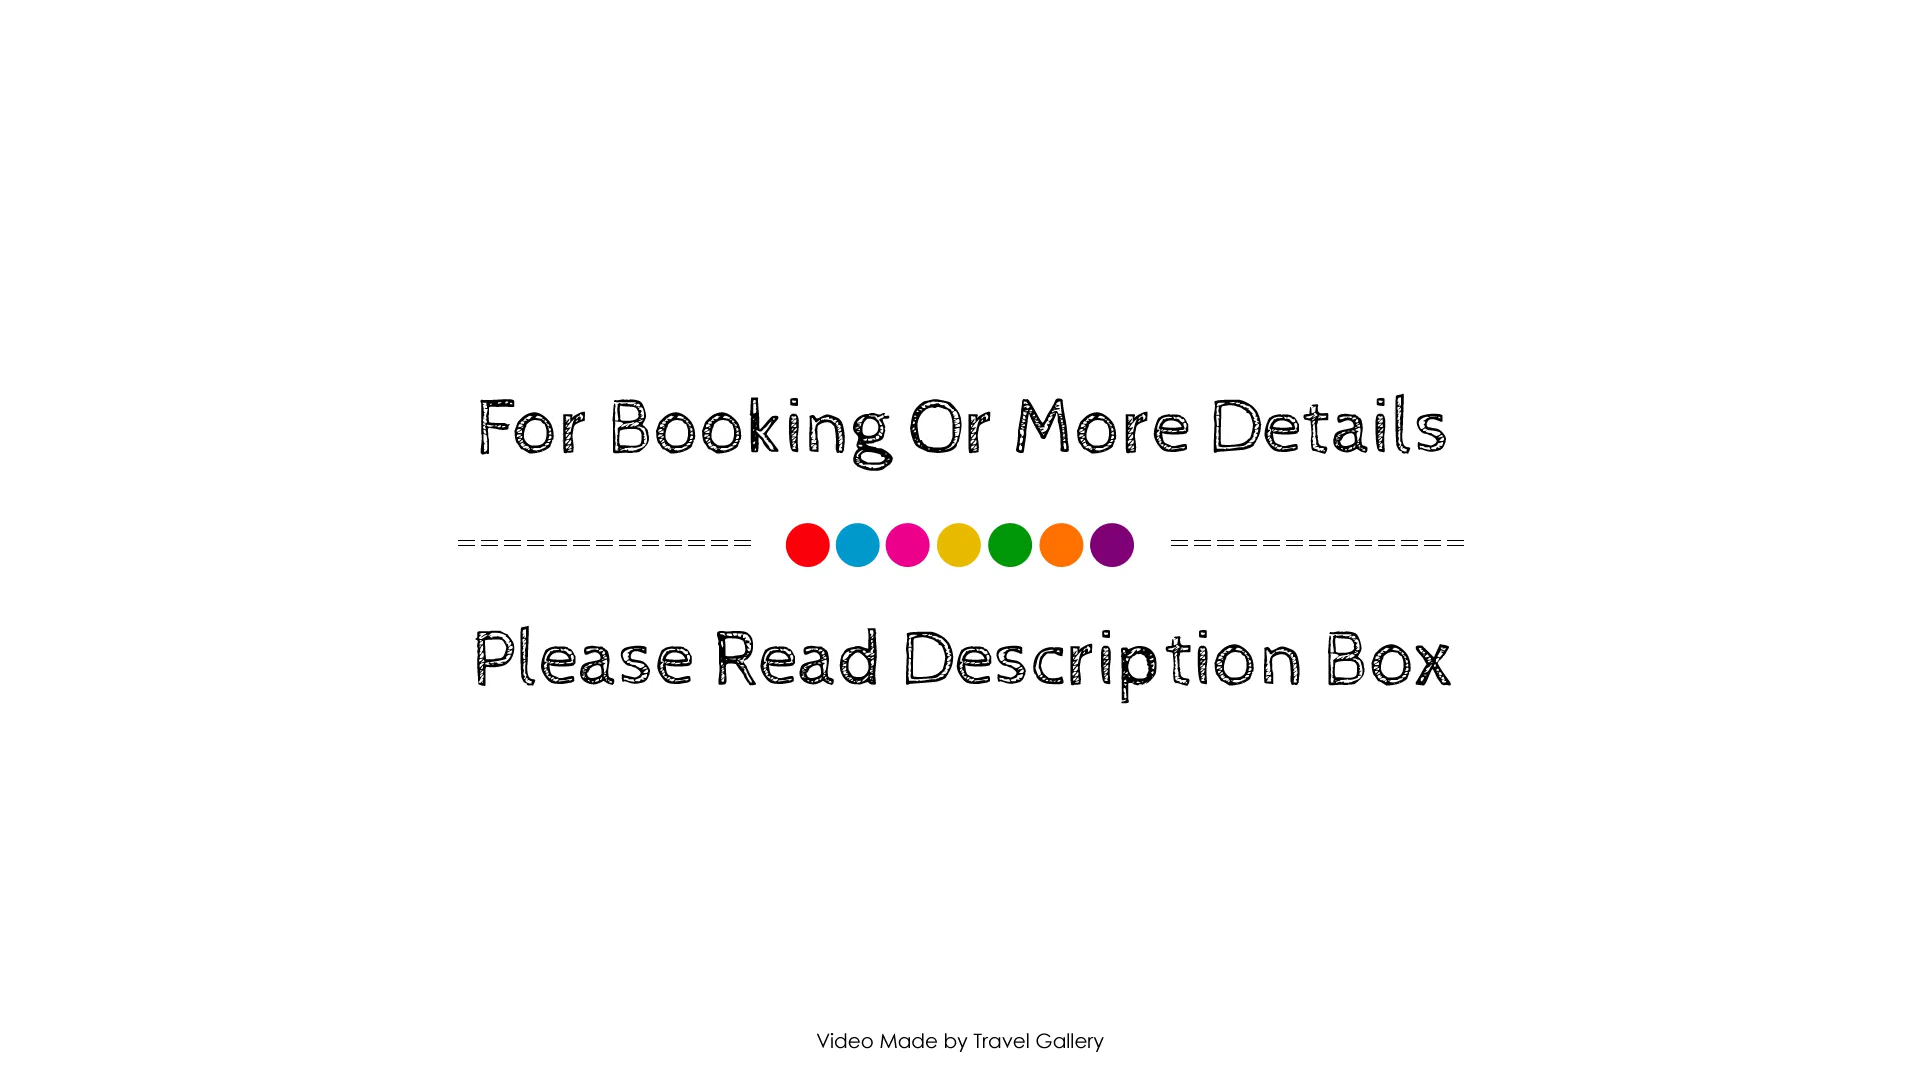 For Booking Or More Details
============= =============
Please Read Description Box
Video Made by Travel Gallery